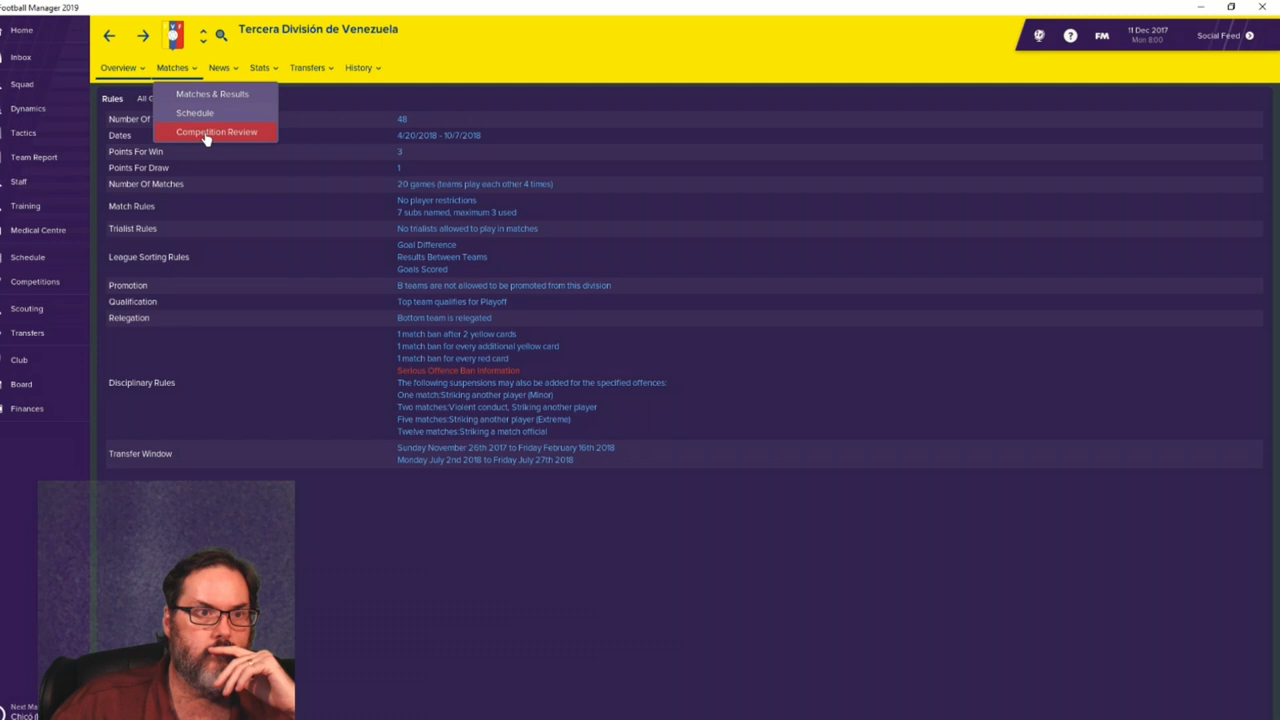 Football Manager 2019
Home
Inbox
Squad
Dynamics
Tactics
Team Report
Staff
Training
Medical Centre
Schedule
Competitions
Scouting
Transfers
Club
Board
Finances
Next Ma
Chicó
Tercera División de Venezuela
FM
11 Dec 2017
Mon 8:00
Social Feed
Overview Matches News Stats Transfers History
Matches & Results
Schedule
Competition Review
Rules All
Number Of 48
Dates 4/20/2018 - 10/7/2018
Points For Win 3
Points For Draw 1
Number Of Matches 20 games (teams play each other 4 times)
Match Rules No player restrictions
7 subs named, maximum 3 used
Trialist Rules No trialists allowed to play in matches
League Sorting Rules Goal Difference
Results Between Teams
Goals Scored
Promotion B teams are not allowed to be promoted from this division
Qualification Top team qualifies for Playoff
Relegation Bottom team is relegated
Disciplinary Rules 1 match ban after 2 yellow cards
1 match ban for every additional yellow card
1 match ban for every red card
Serious Offence Ban Information
The following suspensions may also be added for the specified offences:
One match:Striking another player (Minor)
Two matches:Violent conduct, Striking another player
Five matches:Striking another player (Extreme)
Twelve matches:Striking a match official
Transfer Window Sunday November 26th 2017 to Friday February 16th 2018
Monday July 2nd 2018 to Friday July 27th 2018